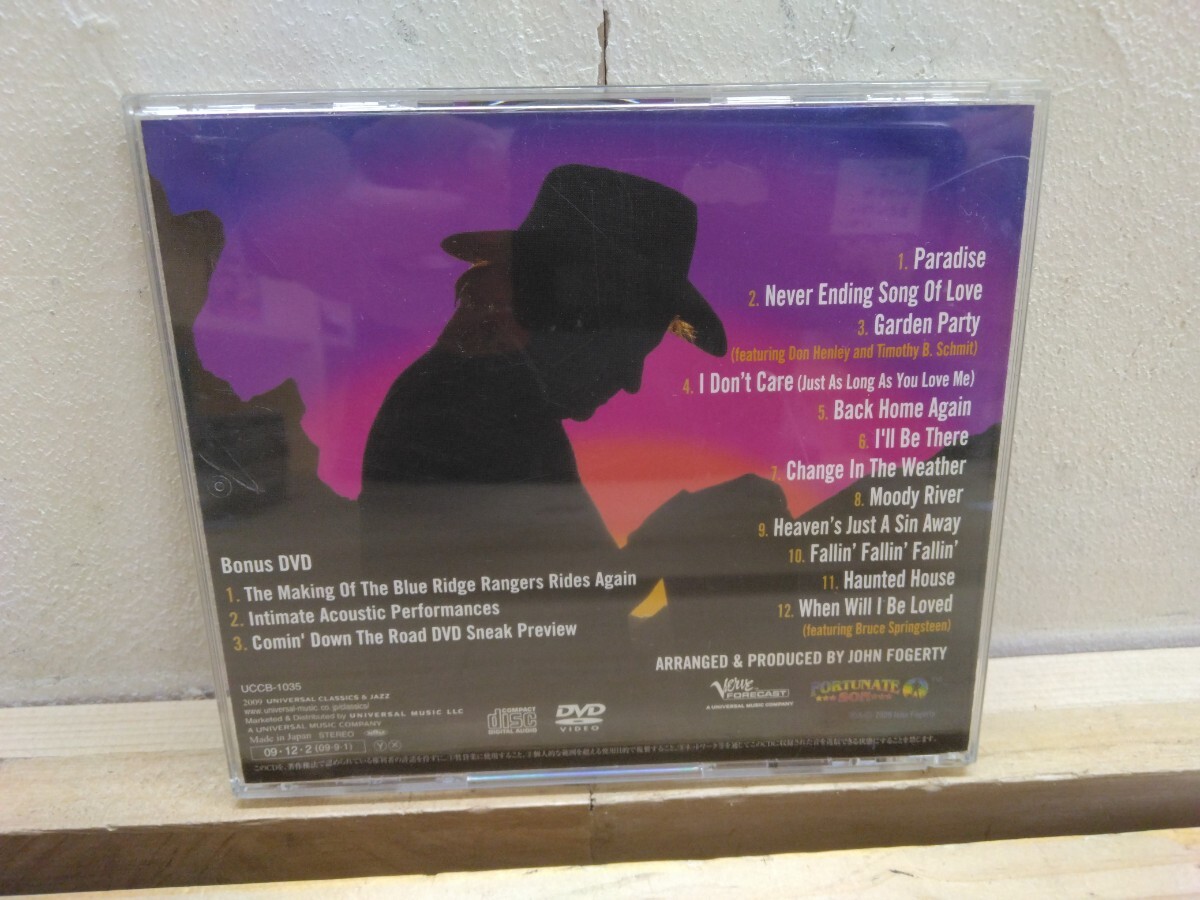 1. Paradise
2. Never Ending Song Of Love
3. Garden Party
(featuring Don Henley and Timothy B. Schmit)
4. I Don't Care (Just As Long As You Love Me)
5. Back Home Again
6. I'll Be There
7. Change In The Weather
8. Moody River
9. Heaven's Just A Sin Away
10. Fallin' Fallin' Fallin'
11. Haunted House
12. When Will I Be Loved
(featuring Bruce Springsteen)
ARRANGED & PRODUCED BY JOHN FOGERTY
Bonus DVD
1. The Making Of The Blue Ridge Rangers Rides Again
2. Intimate Acoustic Performances
3. Comin' Down The Road DVD Sneak Preview
UCCB-1035
2009 UNIVERSAL CLASSICS & JAZZ
www.universal-music.co.jp/classics/
Marketed & Distributed by UNIVERSAL MUSIC LLC
A UNIVERSAL MUSIC COMPANY
Made in Japan STEREO
09・12・2 (09・9・1) Ⓨ Ⓧ
COMPACT
disc
DIGITAL AUDIO
DVD
VIDEO
Verve
FORECAST
A UNIVERSAL MUSIC COMPANY
FORTUNATE
SON